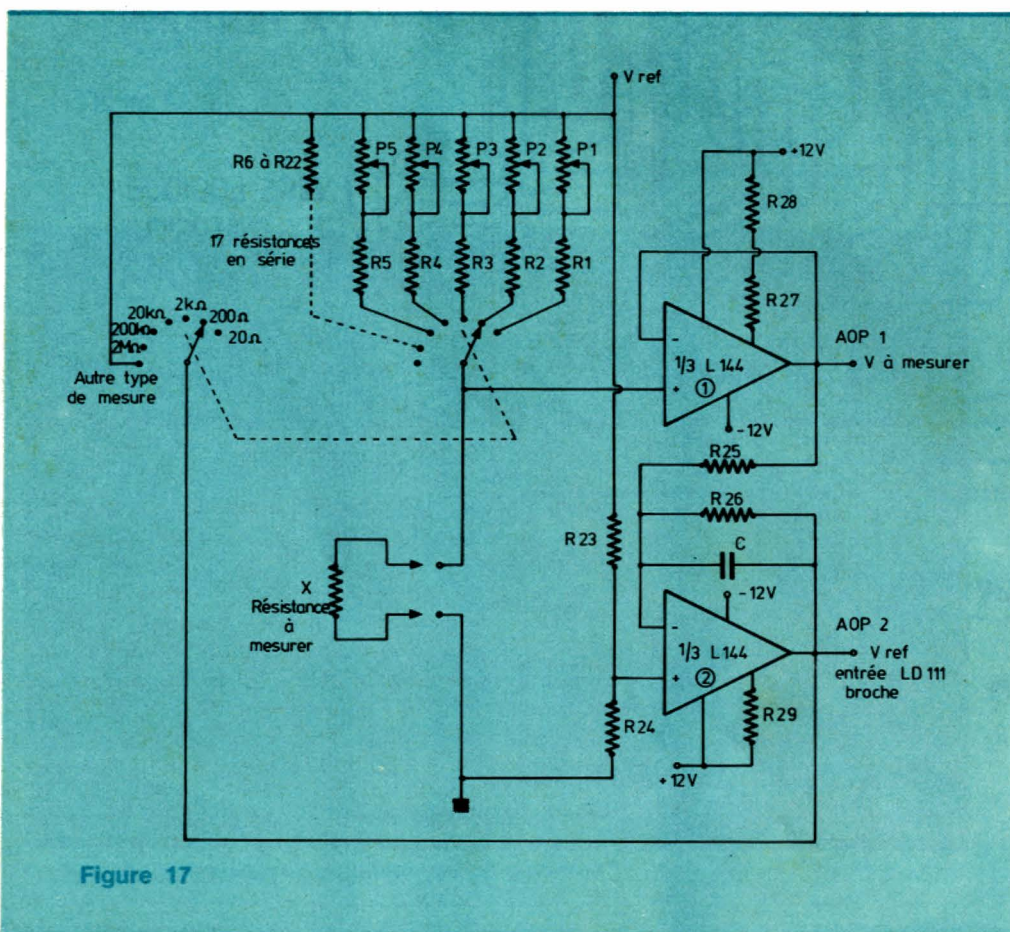 V ref
P5
P4
P3
P2
P1
R6 à R22
+12V
R28
17 résistances
en série
R5
R4
R3
R2
R1
R27
20kΩ
2kΩ
200Ω
200kΩ
20Ω
2MΩ
Autre type
de mesure
-
1/3 L 144
+
①
AOP 1
V à mesurer
-12V
R25
R26
R23
C
-12V
X
Résistance
à
mesurer
-
1/3 L 144
+
②
AOP 2
V ref
entrée LD 111
broche
R24
R29
+12V
Figure 17